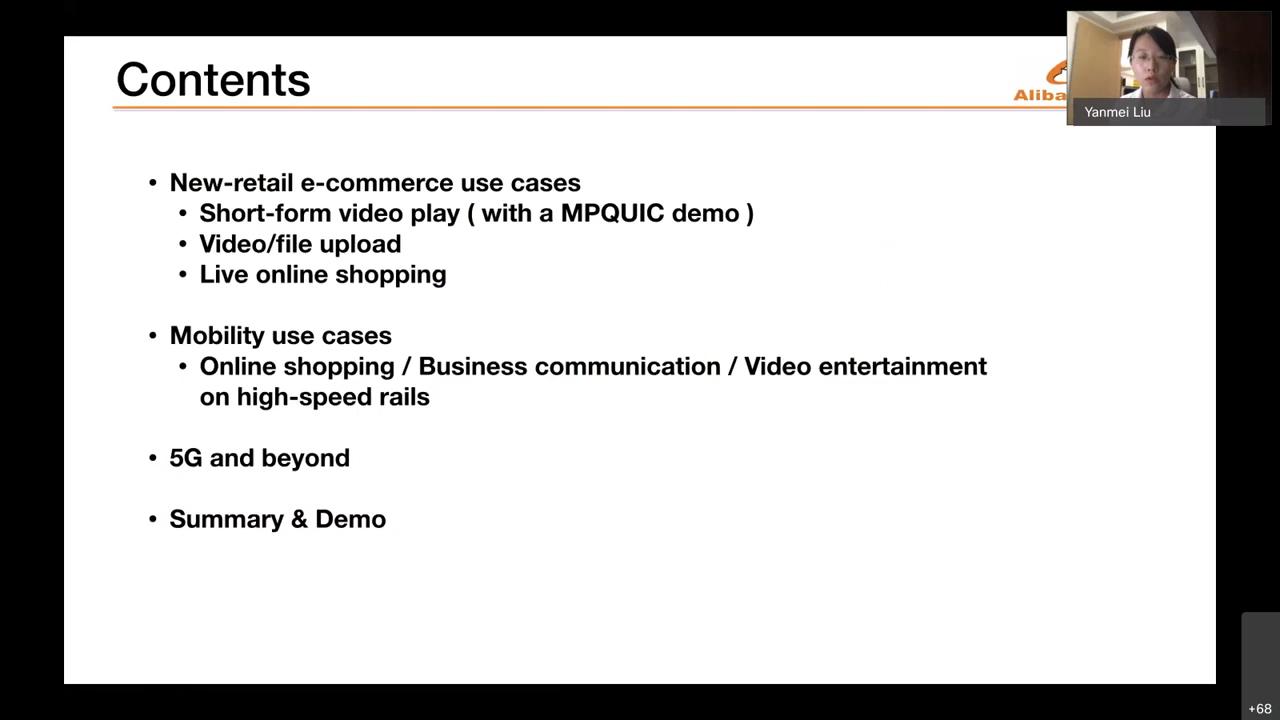 Contents
Aliba
Yanmei Liu
• New-retail e-commerce use cases
• Short-form video play ( with a MPQUIC demo )
• Video/file upload
• Live online shopping
• Mobility use cases
• Online shopping / Business communication / Video entertainment
on high-speed rails
• 5G and beyond
• Summary & Demo
+68